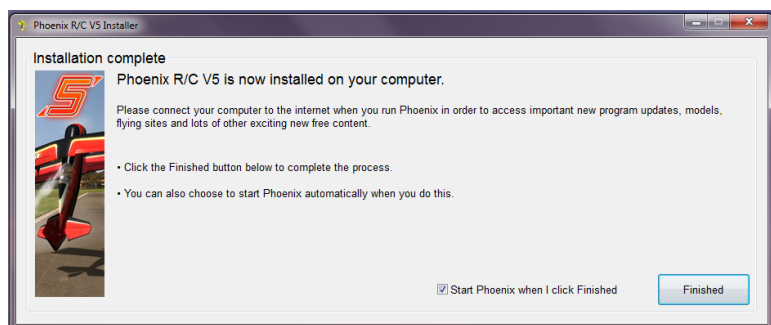 Phoenix R/C V5 Installer
Installation complete
5
Phoenix R/C V5 is now installed on your computer.
Please connect your computer to the internet when you run Phoenix in order to access important new program updates, models,
flying sites and lots of other exciting new free content.
• Click the Finished button below to complete the process.
• You can also choose to start Phoenix automatically when you do this.
Start Phoenix when I click Finished
Finished